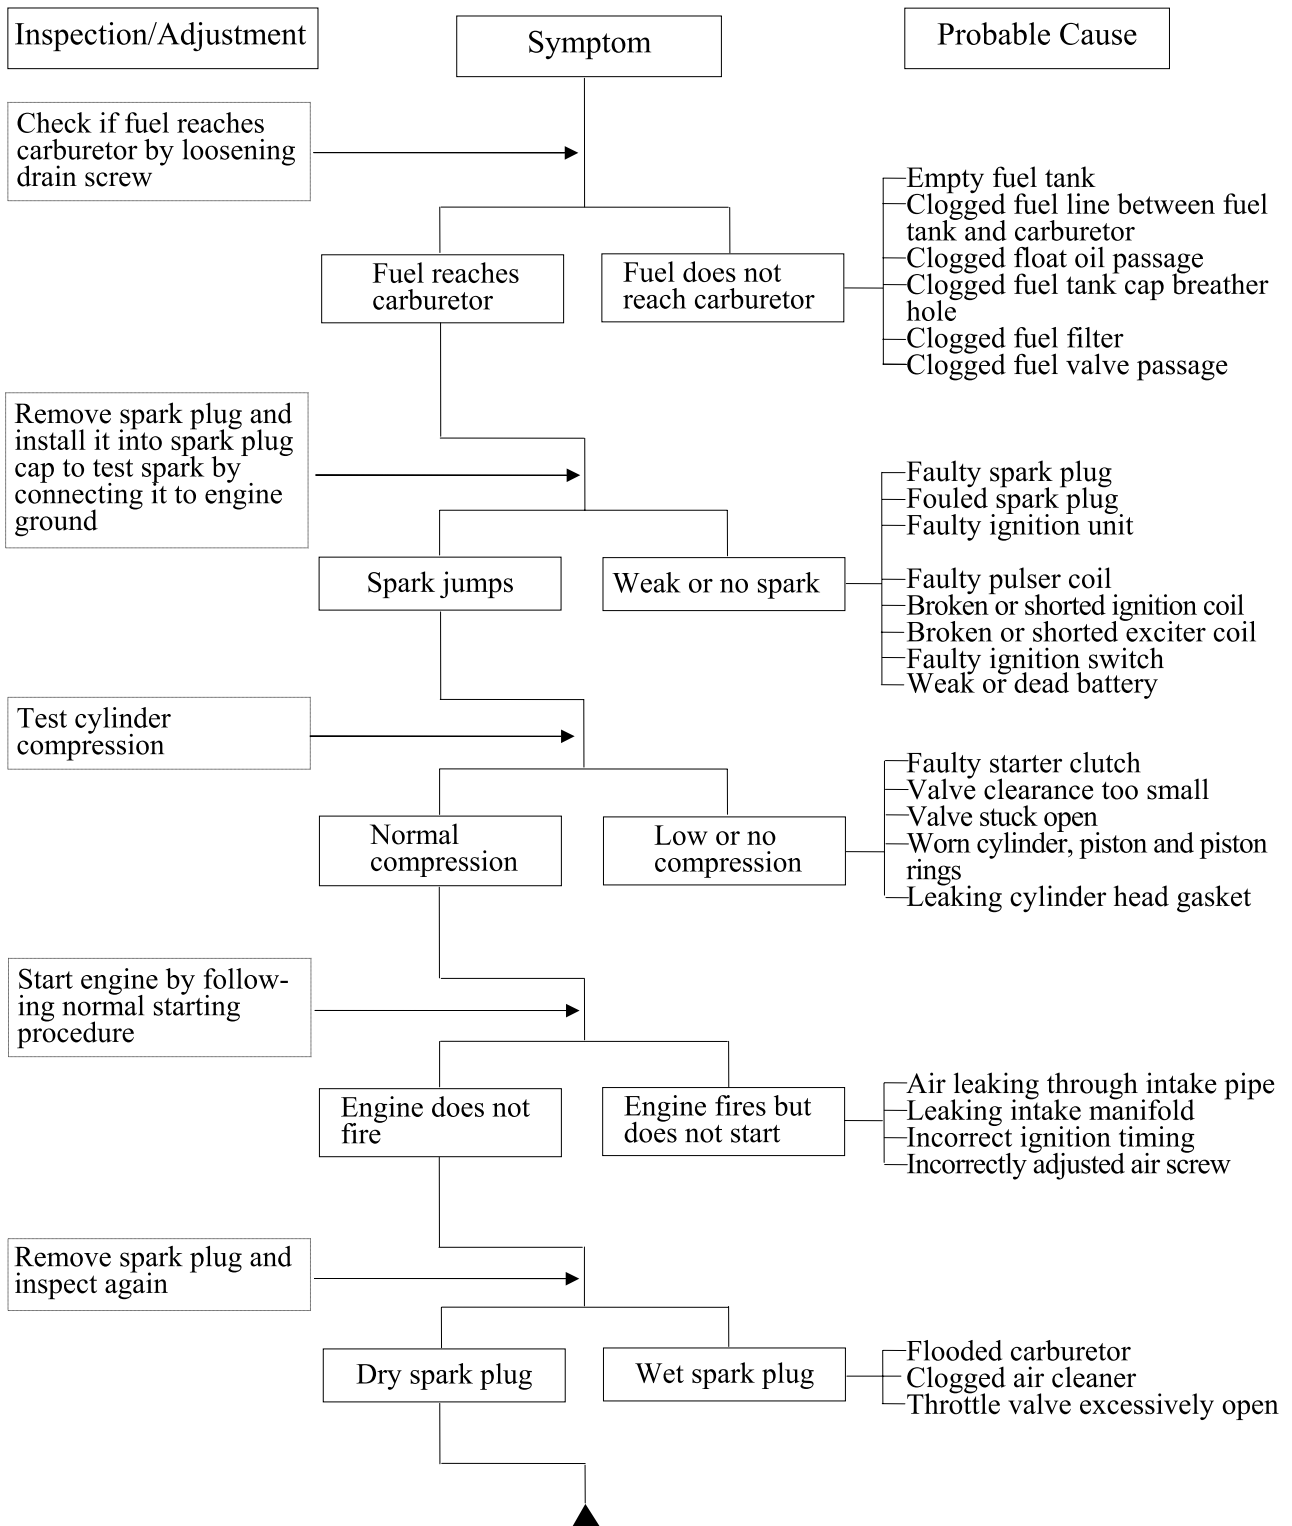 Inspection/Adjustment
Symptom
Probable Cause
Check if fuel reaches
carburetor by loosening
drain screw
Fuel reaches
carburetor
Fuel does not
reach carburetor
Empty fuel tank
Clogged fuel line between fuel
tank and carburetor
Clogged float oil passage
Clogged fuel tank cap breather
hole
Clogged fuel filter
Clogged fuel valve passage
Remove spark plug and
install it into spark plug
cap to test spark by
connecting it to engine
ground
Spark jumps
Weak or no spark
Faulty spark plug
Fouled spark plug
Faulty ignition unit
Faulty pulser coil
Broken or shorted ignition coil
Broken or shorted exciter coil
Faulty ignition switch
Weak or dead battery
Test cylinder
compression
Normal
compression
Low or no
compression
Faulty starter clutch
Valve clearance too small
Valve stuck open
Worn cylinder, piston and piston
rings
Leaking cylinder head gasket
Start engine by follow-
ing normal starting
procedure
Engine does not
fire
Engine fires but
does not start
Air leaking through intake pipe
Leaking intake manifold
Incorrect ignition timing
Incorrectly adjusted air screw
Remove spark plug and
inspect again
Dry spark plug
Wet spark plug
Flooded carburetor
Clogged air cleaner
Throttle valve excessively open